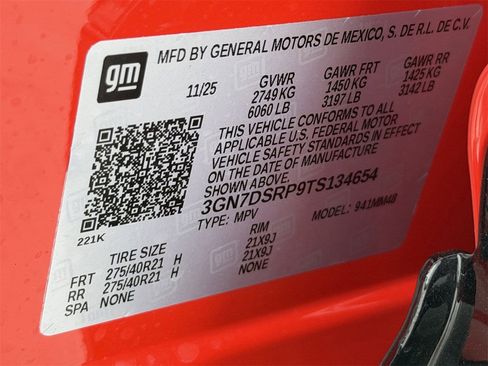 gm
MFD BY GENERAL MOTORS DE MEXICO, S. DE R.L. DE C.V.
11/25 GVWR GAWR FRT GAWR RR
2749 KG 1450 KG 1425 KG
6060 LB 3197 LB 3142 LB
THIS VEHICLE CONFORMS TO ALL
APPLICABLE U.S. FEDERAL MOTOR
VEHICLE SAFETY STANDARDS IN EFFECT
ON THE DATE OF MANUFACTURE
SHOWN ABOVE.
3GN7DSRP9TS134654
TYPE: MPV MODEL: 941MM48
221K
TIRE SIZE RIM
FRT 275/40R21 H 21X9J
RR 275/40R21 H 21X9J
SPA NONE NONE